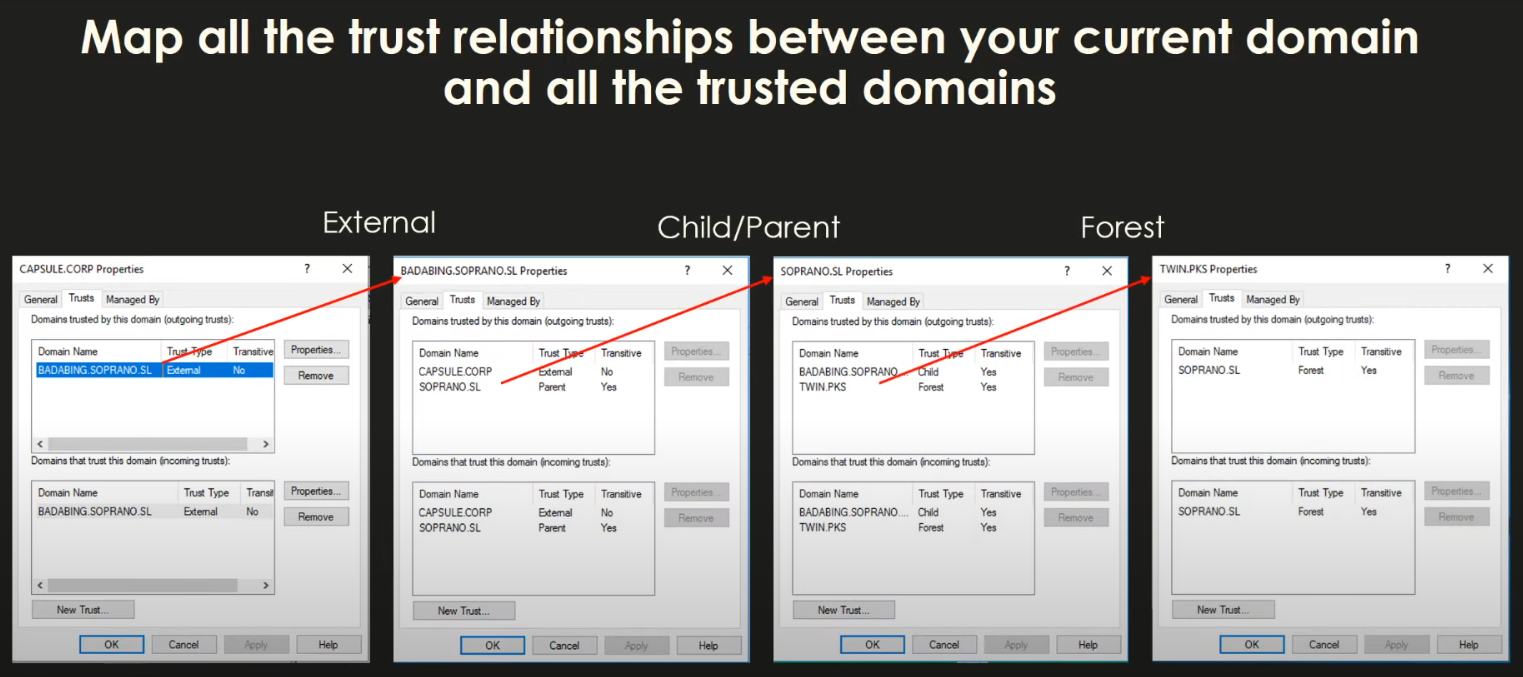 Map all the trust relationships between your current domain
and all the trusted domains
External
Child/Parent
Forest
CAPSULE.CORP Properties
? ×
General Trusts Managed By
Domains trusted by this domain (outgoing trusts):
Domain Name Trust Type Transitive
BADABING.SOPRANO.SL External No
Properties...
Remove
Domains that trust this domain (incoming trusts):
Domain Name Trust Type Transit
BADABING.SOPRANO.SL External No
Properties...
Remove
New Trust...
OK Cancel Apply Help
BADABING.SOPRANO.SL Properties
? ×
General Trusts Managed By
Domains trusted by this domain (outgoing trusts):
Domain Name Trust Type Transitive
CAPSULE.CORP External No
SOPRANO.SL Parent Yes
Properties...
Remove
Domains that trust this domain (incoming trusts):
Domain Name Trust Type Transitive
CAPSULE.CORP External No
SOPRANO.SL Parent Yes
Properties...
Remove
New Trust...
OK Cancel Apply Help
SOPRANO.SL Properties
? ×
General Trusts Managed By
Domains trusted by this domain (outgoing trusts):
Domain Name Trust Type Transitive
BADABING.SOPRANO... Child Yes
TWIN.PKS Forest Yes
Properties...
Remove
Domains that trust this domain (incoming trusts):
Domain Name Trust Type Transitive
BADABING.SOPRANO.... Child Yes
TWIN.PKS Forest Yes
Properties...
Remove
New Trust...
OK Cancel Apply Help
TWIN.PKS Properties
? ×
General Trusts Managed By
Domains trusted by this domain (outgoing trusts):
Domain Name Trust Type Transitive
SOPRANO.SL Forest Yes
Properties...
Remove
Domains that trust this domain (incoming trusts):
Domain Name Trust Type Transitive
SOPRANO.SL Forest Yes
Properties...
Remove
New Trust...
OK Cancel Apply Help